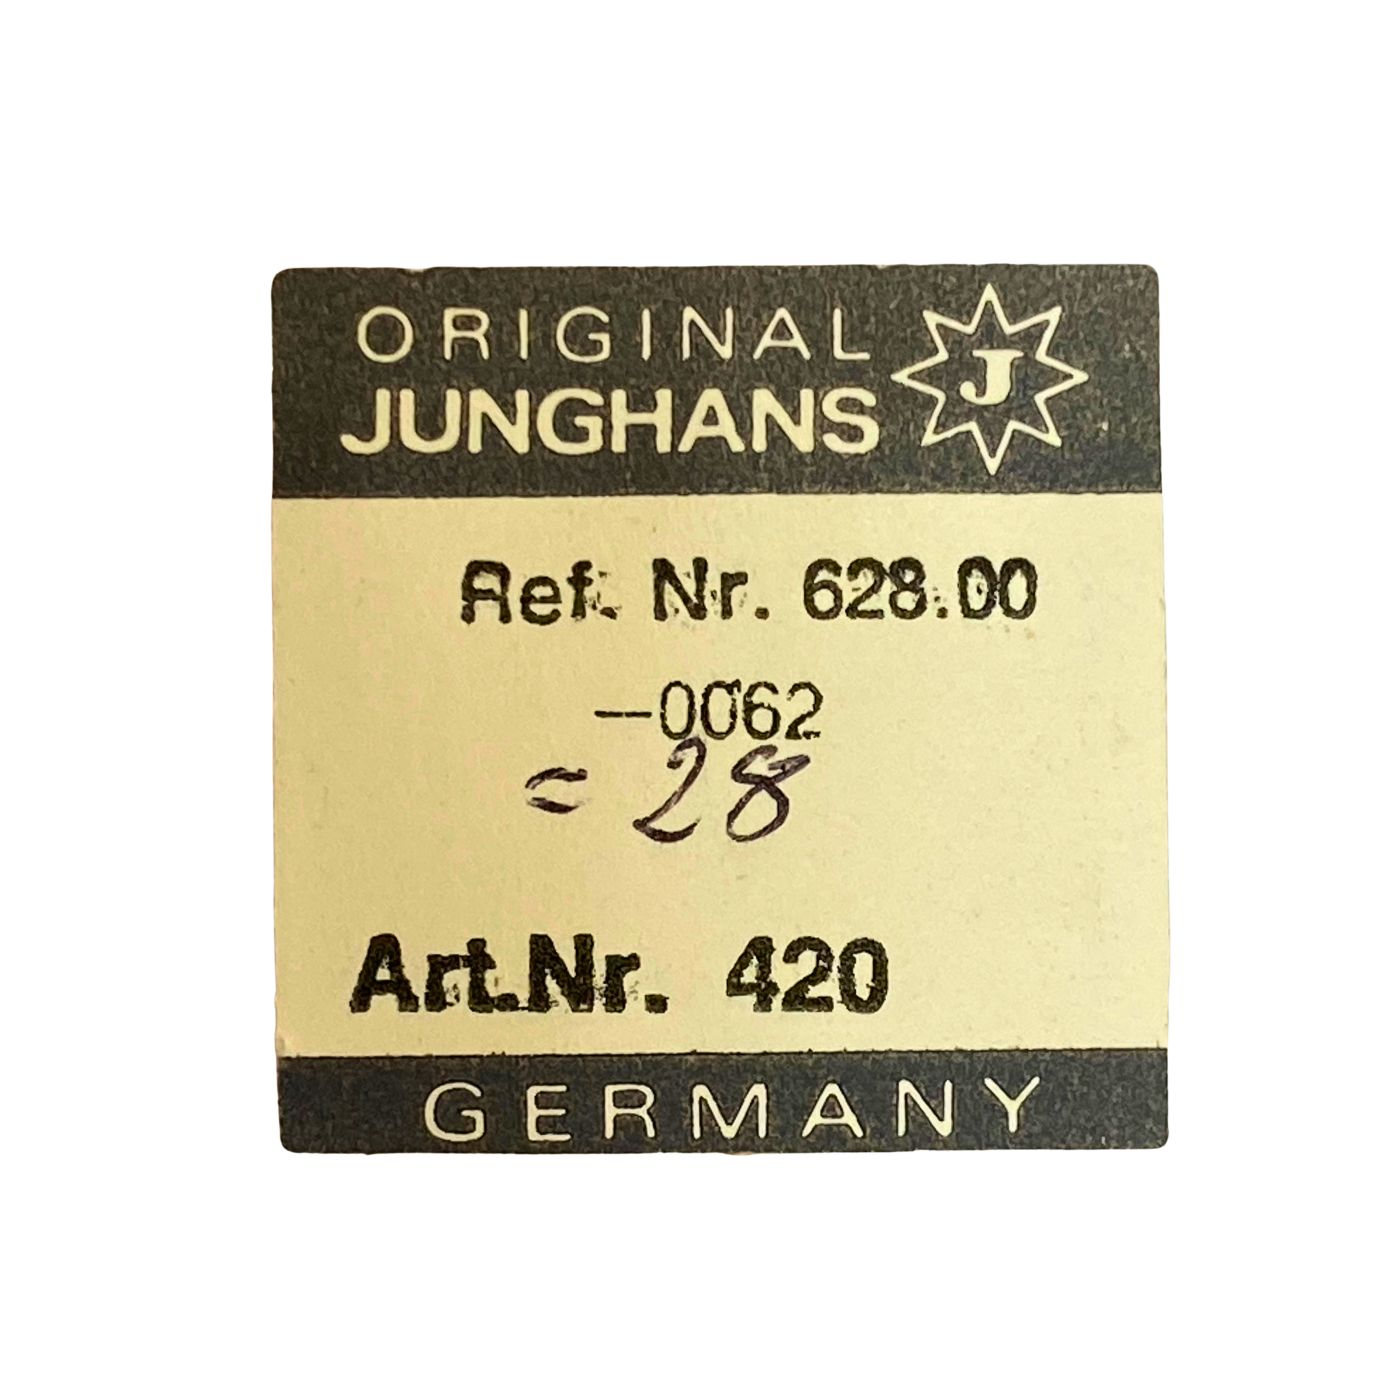 ORIGINAL
JUNGHANS
J
Ref. Nr. 628.00
—0062
= 28
Art.Nr. 420
GERMANY